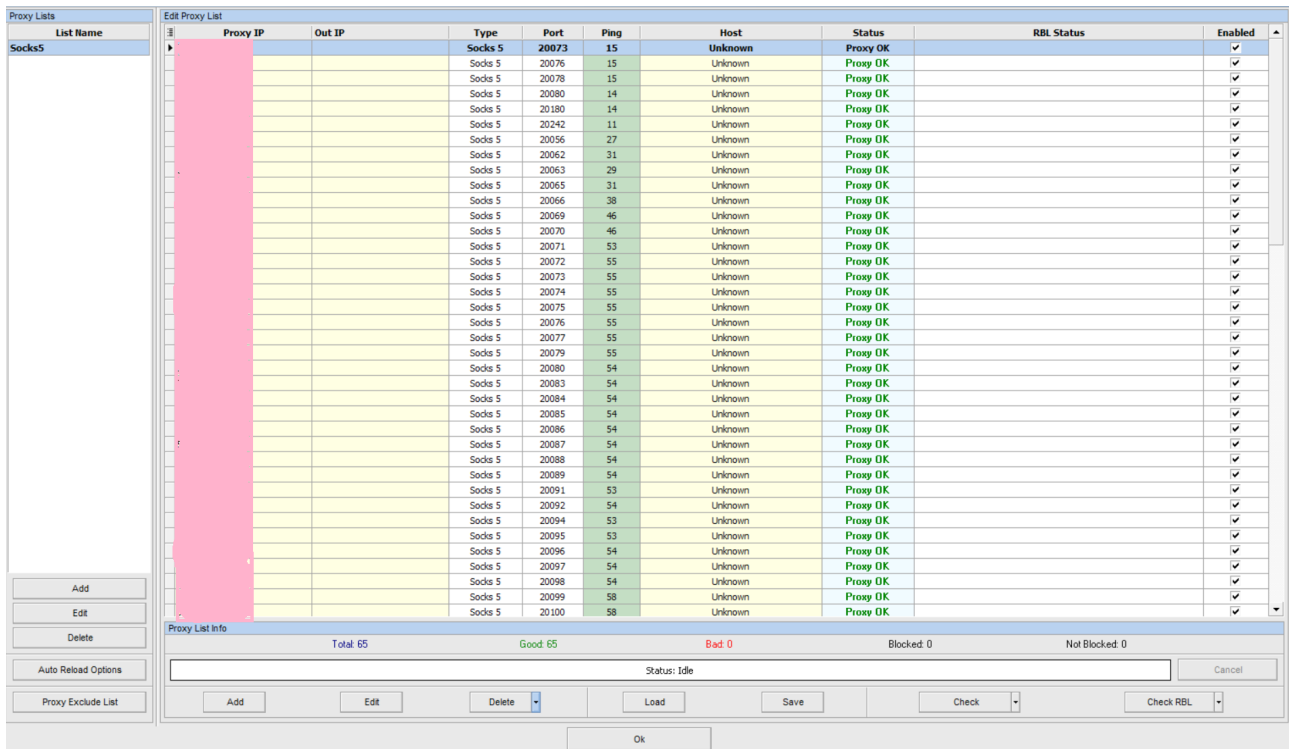 Proxy Lists
Edit Proxy List
List Name
Proxy IP Out IP Type Port Ping Host Status RBL Status Enabled
Socks5
Socks 5 20073 15 Unknown Proxy OK
Socks 5 20076 15 Unknown Proxy OK
Socks 5 20078 15 Unknown Proxy OK
Socks 5 20080 14 Unknown Proxy OK
Socks 5 20180 14 Unknown Proxy OK
Socks 5 20242 11 Unknown Proxy OK
Socks 5 20056 27 Unknown Proxy OK
Socks 5 20062 31 Unknown Proxy OK
Socks 5 20063 29 Unknown Proxy OK
Socks 5 20065 31 Unknown Proxy OK
Socks 5 20066 38 Unknown Proxy OK
Socks 5 20069 46 Unknown Proxy OK
Socks 5 20070 46 Unknown Proxy OK
Socks 5 20071 53 Unknown Proxy OK
Socks 5 20072 55 Unknown Proxy OK
Socks 5 20073 55 Unknown Proxy OK
Socks 5 20074 55 Unknown Proxy OK
Socks 5 20075 55 Unknown Proxy OK
Socks 5 20076 55 Unknown Proxy OK
Socks 5 20077 55 Unknown Proxy OK
Socks 5 20079 55 Unknown Proxy OK
Socks 5 20080 54 Unknown Proxy OK
Socks 5 20083 54 Unknown Proxy OK
Socks 5 20084 54 Unknown Proxy OK
Socks 5 20085 54 Unknown Proxy OK
Socks 5 20086 54 Unknown Proxy OK
Socks 5 20087 54 Unknown Proxy OK
Socks 5 20088 54 Unknown Proxy OK
Socks 5 20089 54 Unknown Proxy OK
Socks 5 20091 53 Unknown Proxy OK
Socks 5 20092 54 Unknown Proxy OK
Socks 5 20094 53 Unknown Proxy OK
Socks 5 20095 53 Unknown Proxy OK
Socks 5 20096 54 Unknown Proxy OK
Socks 5 20097 54 Unknown Proxy OK
Socks 5 20098 54 Unknown Proxy OK
Socks 5 20099 58 Unknown Proxy OK
Socks 5 20100 58 Unknown Proxy OK
Add
Edit
Delete
Auto Reload Options
Proxy Exclude List
Proxy List Info
Total: 65 Good: 65 Bad: 0 Blocked: 0 Not Blocked: 0
Status: Idle Cancel
Add Edit Delete Load Save Check Check RBL
Ok